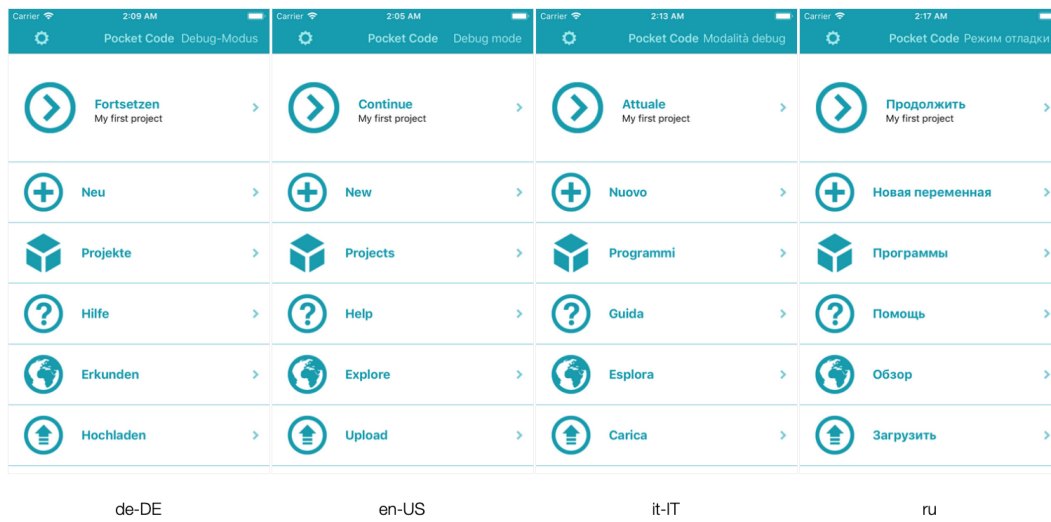 Carrier 2:09 AM
Pocket Code Debug-Modus
Fortsetzen
My first project
Neu
Projekte
Hilfe
Erkunden
Hochladen
de-DE
Carrier 2:05 AM
Pocket Code Debug mode
Continue
My first project
New
Projects
Help
Explore
Upload
en-US
Carrier 2:13 AM
Pocket Code Modalità debug
Attuale
My first project
Nuovo
Programmi
Guida
Esplora
Carica
it-IT
Carrier 2:17 AM
Pocket Code Режим отладки
Продолжить
My first project
Новая переменная
Программы
Помощь
Обзор
Загрузить
ru